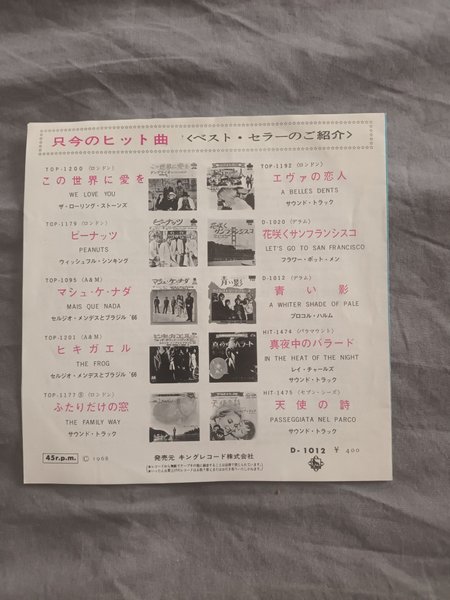 只今のヒット曲 〈ベスト・セラーのご紹介〉
TOP-1200 (ロンドン)
この世界に愛を
WE LOVE YOU
ザ・ローリング・ストーンズ
TOP-1192 (ロンドン)
エヴァの恋人
A BELLES DENTS
サウンド・トラック
TOP-1179 (ロンドン)
ピーナッツ
PEANUTS
ウィッシュフル・シンキング
D-1020 (デラム)
花咲くサンフランシスコ
LET'S GO TO SAN FRANCISCO
フラワー・ポット・メン
TOP-1095 (A&M)
マシュ・ケ・ナダ
MAIS QUE NADA
セルジオ・メンデスとブラジル '66
D-1012 (デラム)
青い影
A WHITER SHADE OF PALE
プロコル・ハルム
TOP-1201 (A&M)
ヒキガエル
THE FROG
セルジオ・メンデスとブラジル '66
HIT-1474 (パラマウント)
真夜中のバラード
IN THE HEAT OF THE NIGHT
レイ・チャールズ
サウンド・トラック
TOP-1177 (ロンドン)
ふたりだけの窓
THE FAMILY WAY
サウンド・トラック
HIT-1475 (セブン・シーズ)
天使の詩
PASSEGGIATA NEL PARCO
サウンド・トラック
45r.p.m.
© 1968
発売元 キングレコード株式会社
D-1012 ¥ 400